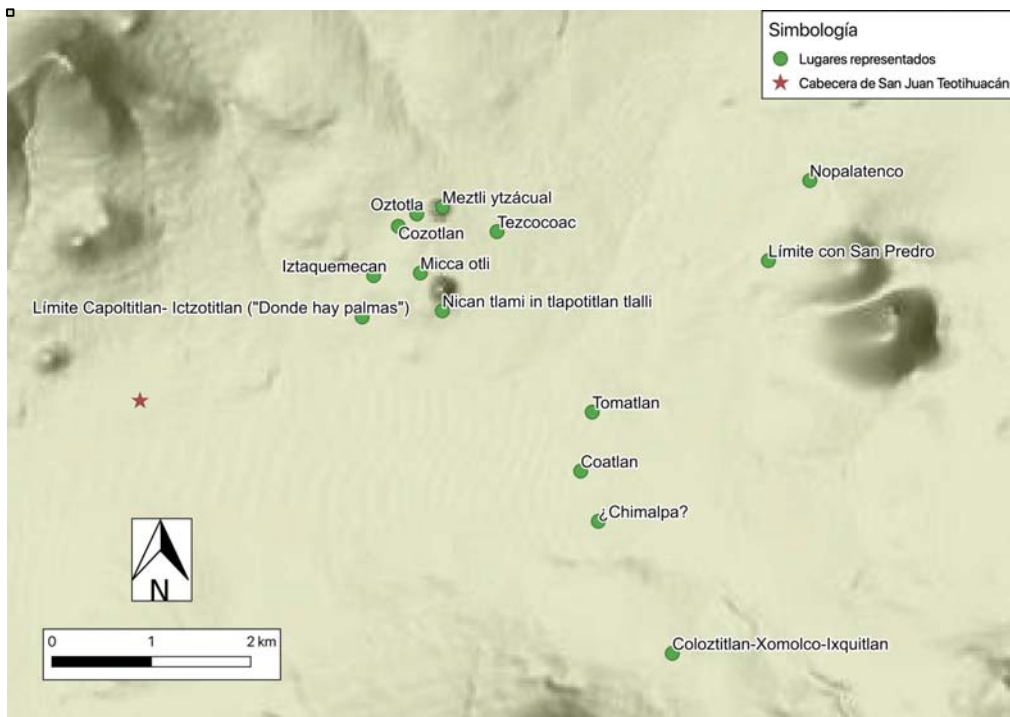 Simbología
Lugares representados
Cabecera de San Juan Teotihuacán
Nopalatenco
Meztli ytzácual
Oztotla
Tezcocoac
Cozotlan
Límite con San Predro
Micca otli
Iztaquemecan
Nican tlami in tlapotitlan tlalli
Límite Capoltitlan- Ictzotitlan ("Donde hay palmas")
Tomatlan
Coatlan
¿Chimalpa?
N
0 1 2 km
Coloztitlan-Xomolco-Ixquitlan